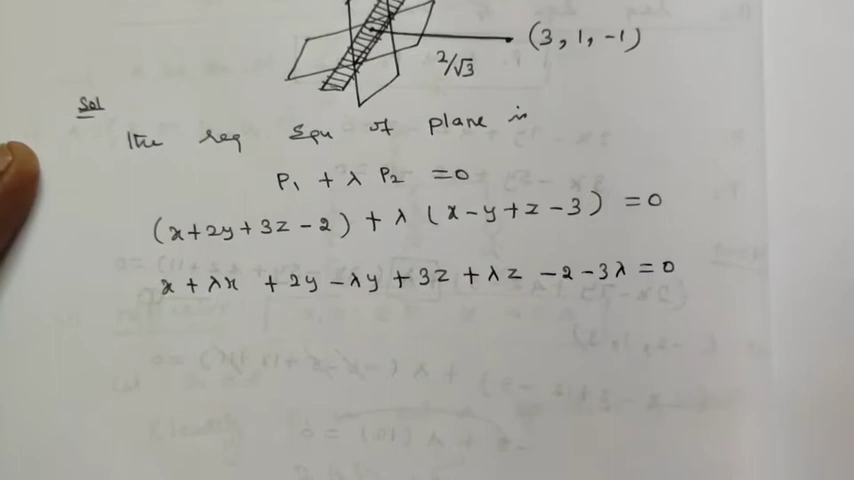 (3, 1, -1)
2/√3
Sol
The req Equ of plane is
P₁ + λ P₂ = 0
(x+2y+3z-2) + λ (x-y+z-3) = 0
x + λx + 2y - λy + 3z + λz - 2 - 3λ = 0